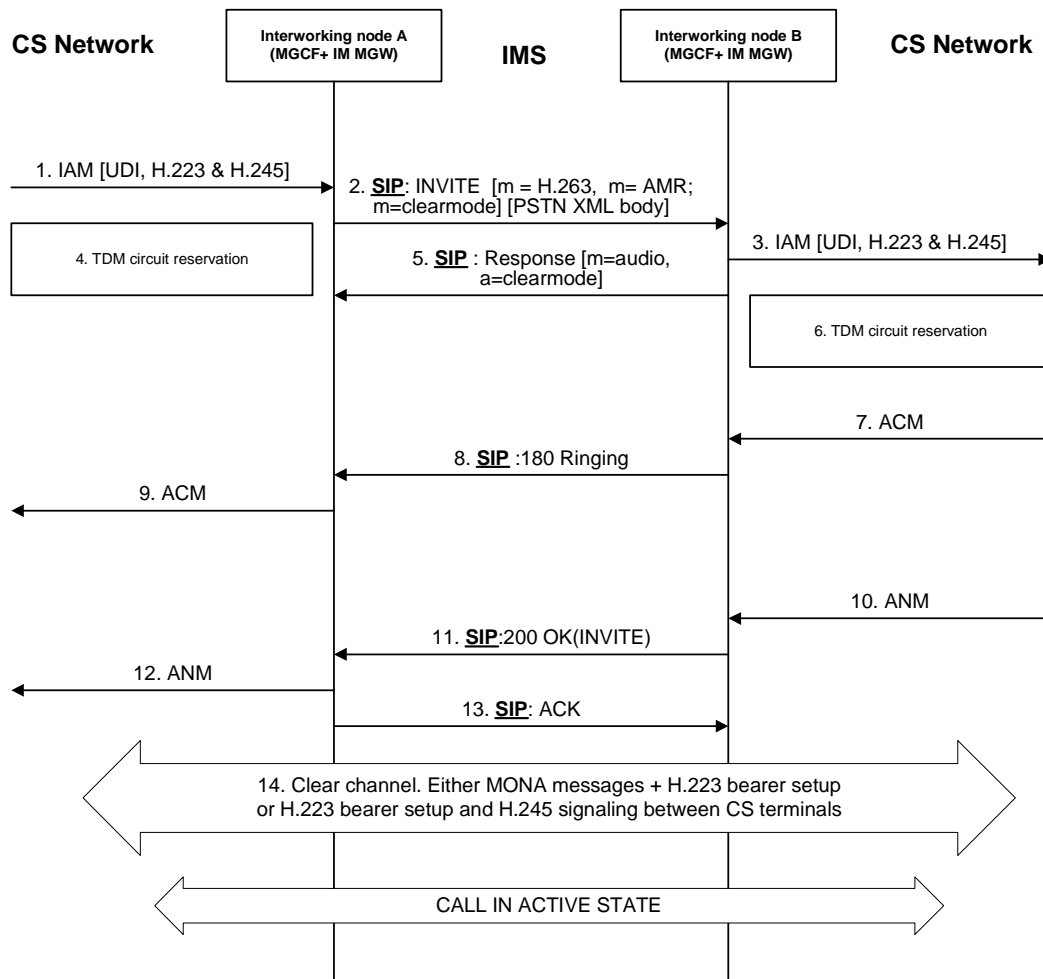 CS Network
Interworking node A
(MGCF+ IM MGW)
IMS
Interworking node B
(MGCF+ IM MGW)
CS Network
1. IAM [UDI, H.223 & H.245]
2. SIP: INVITE [m = H.263, m= AMR;
m=clearmode] [PSTN XML body]
3. IAM [UDI, H.223 & H.245]
4. TDM circuit reservation
5. SIP : Response [m=audio,
a=clearmode]
6. TDM circuit reservation
7. ACM
8. SIP :180 Ringing
9. ACM
10. ANM
11. SIP:200 OK(INVITE)
12. ANM
13. SIP: ACK
14. Clear channel. Either MONA messages + H.223 bearer setup
or H.223 bearer setup and H.245 signaling between CS terminals
CALL IN ACTIVE STATE